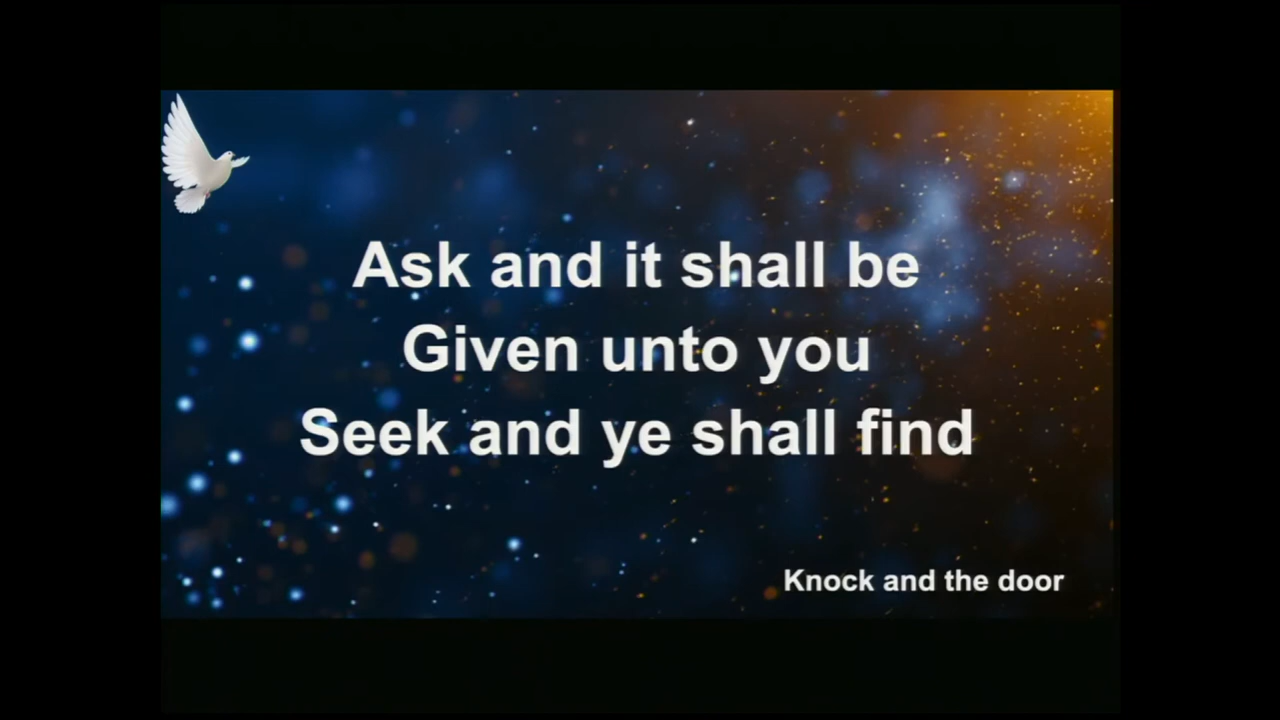 Ask and it shall be
Given unto you
Seek and ye shall find
Knock and the door